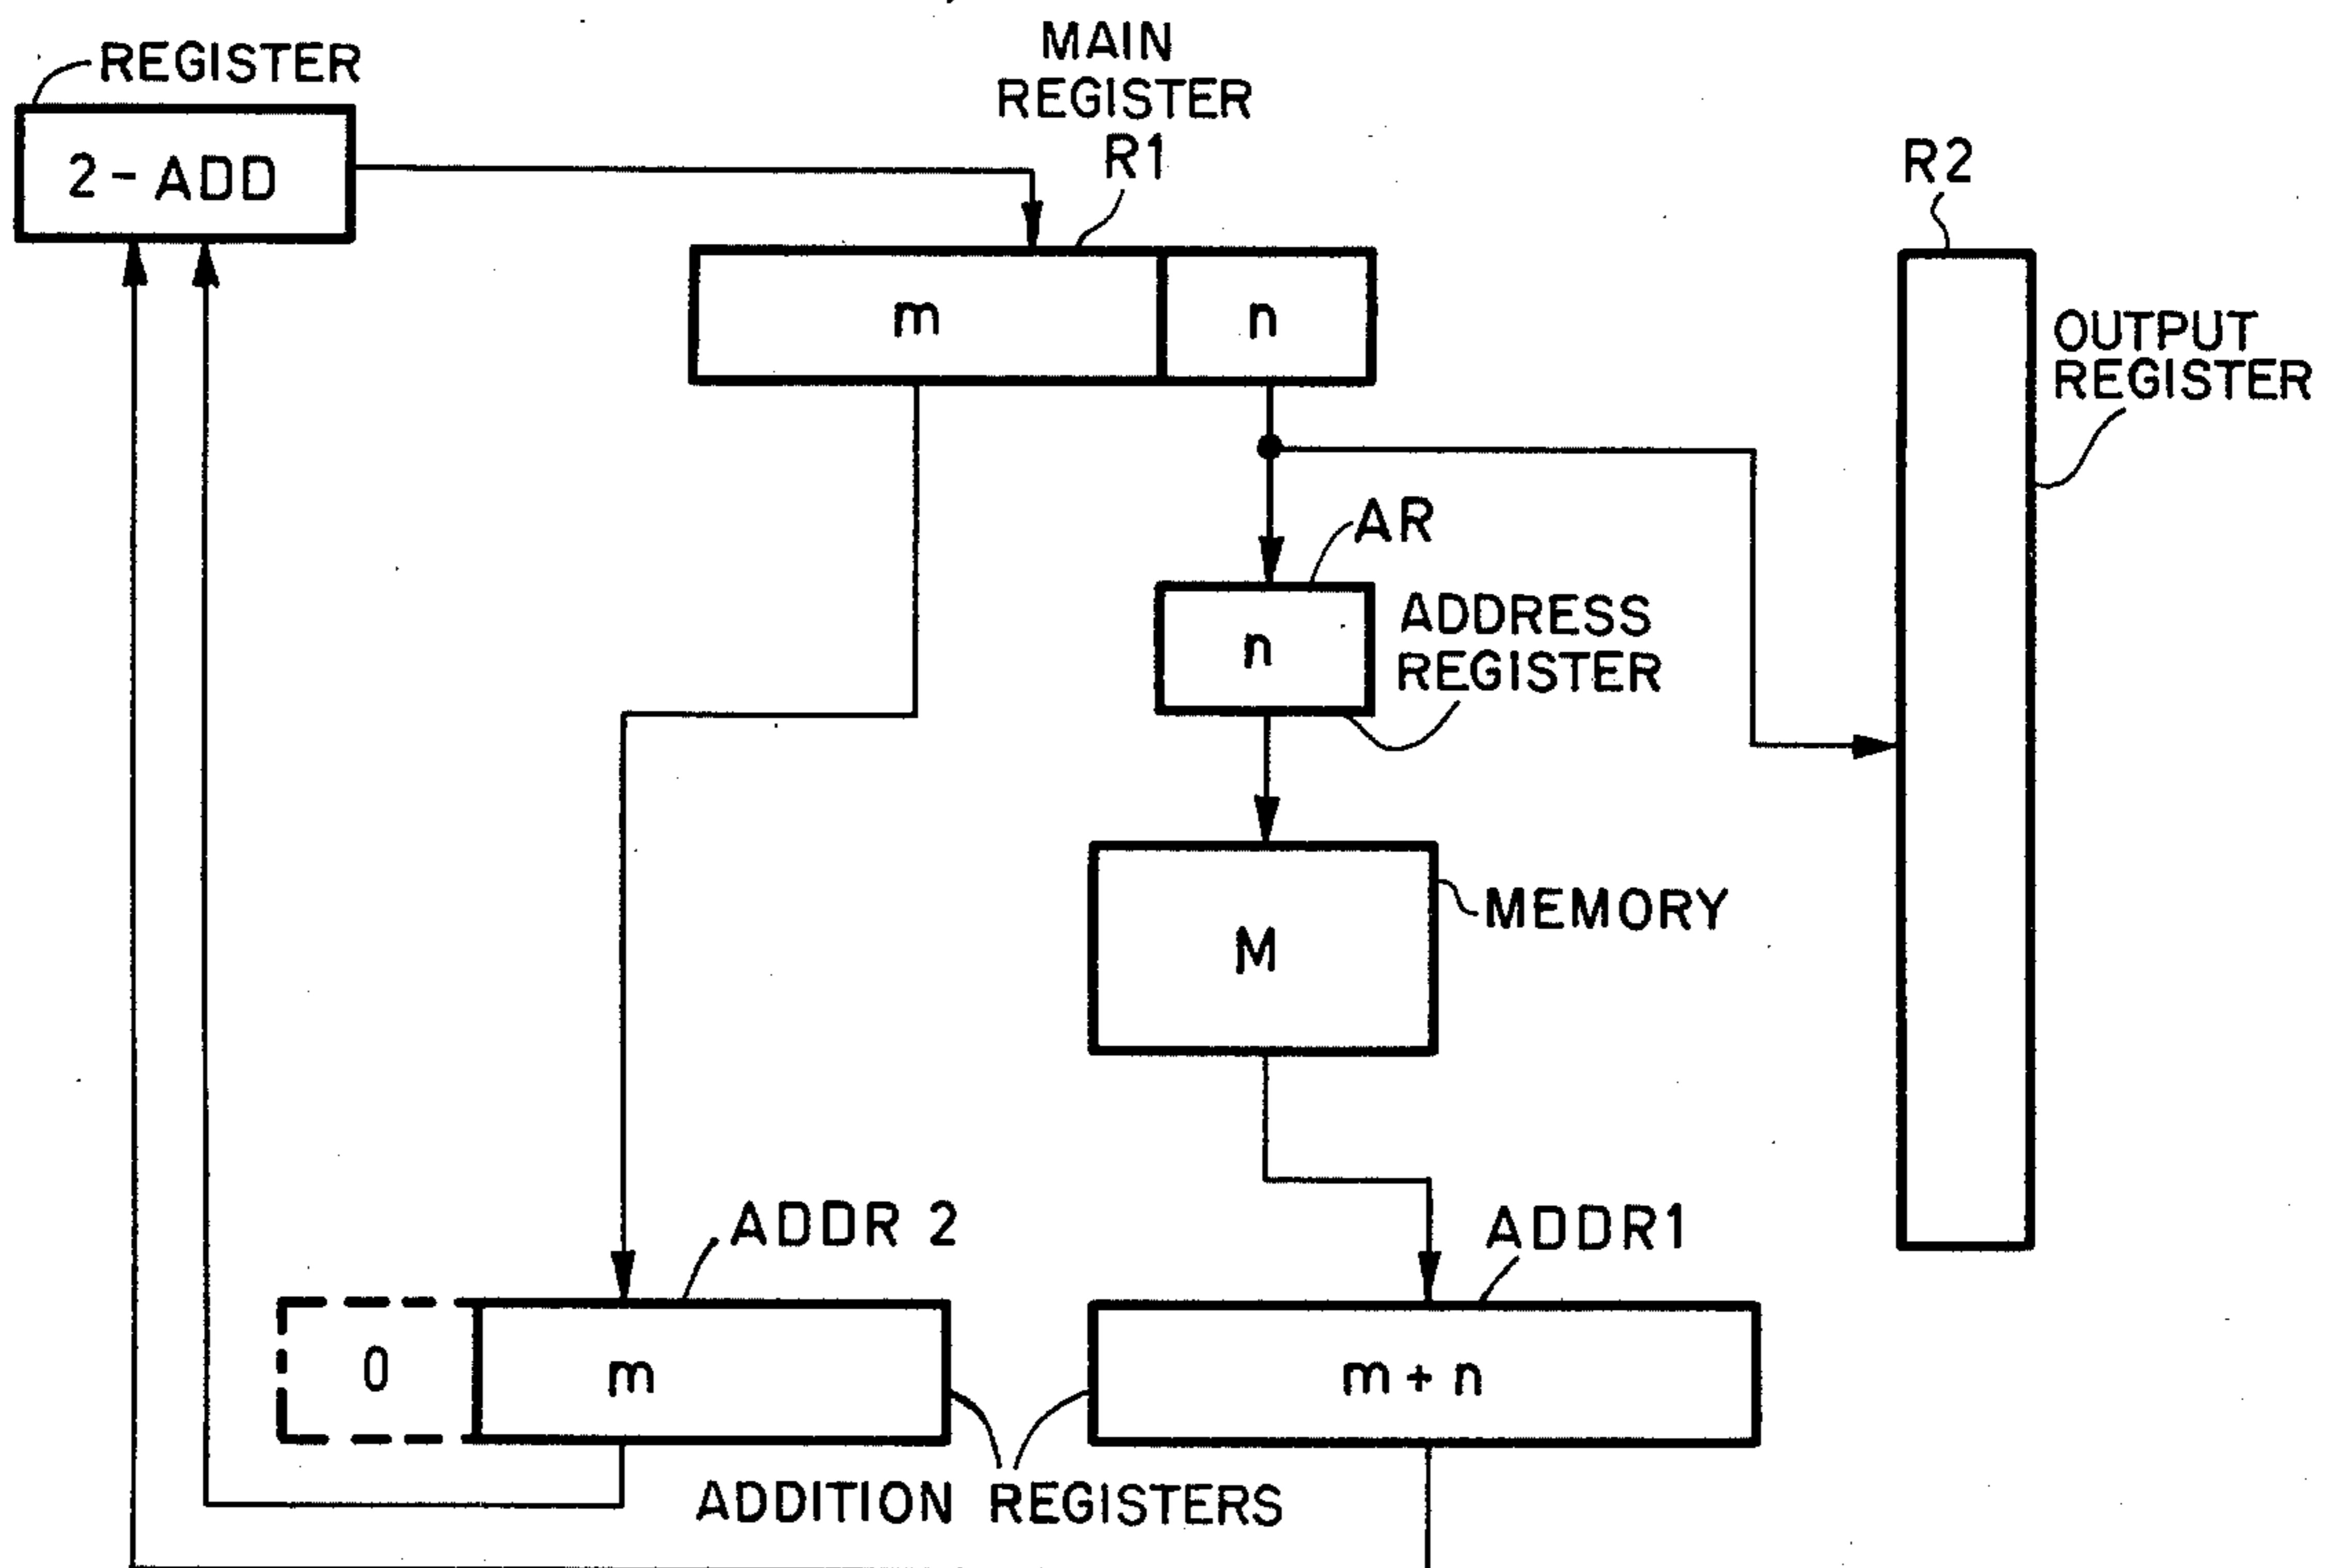 REGISTER
2-ADD
MAIN
REGISTER
R1
m
n
R2
OUTPUT
REGISTER
AR
n
ADDRESS
REGISTER
M
MEMORY
ADDR 2
0
m
ADDR1
m+n
ADDITION REGISTERS